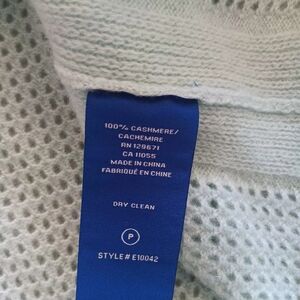 100% CASHMERE/
CACHEMIRE
RN 129671
CA 11055
MADE IN CHINA
FABRIQUÉ EN CHINE
DRY CLEAN
P
STYLE# E10042